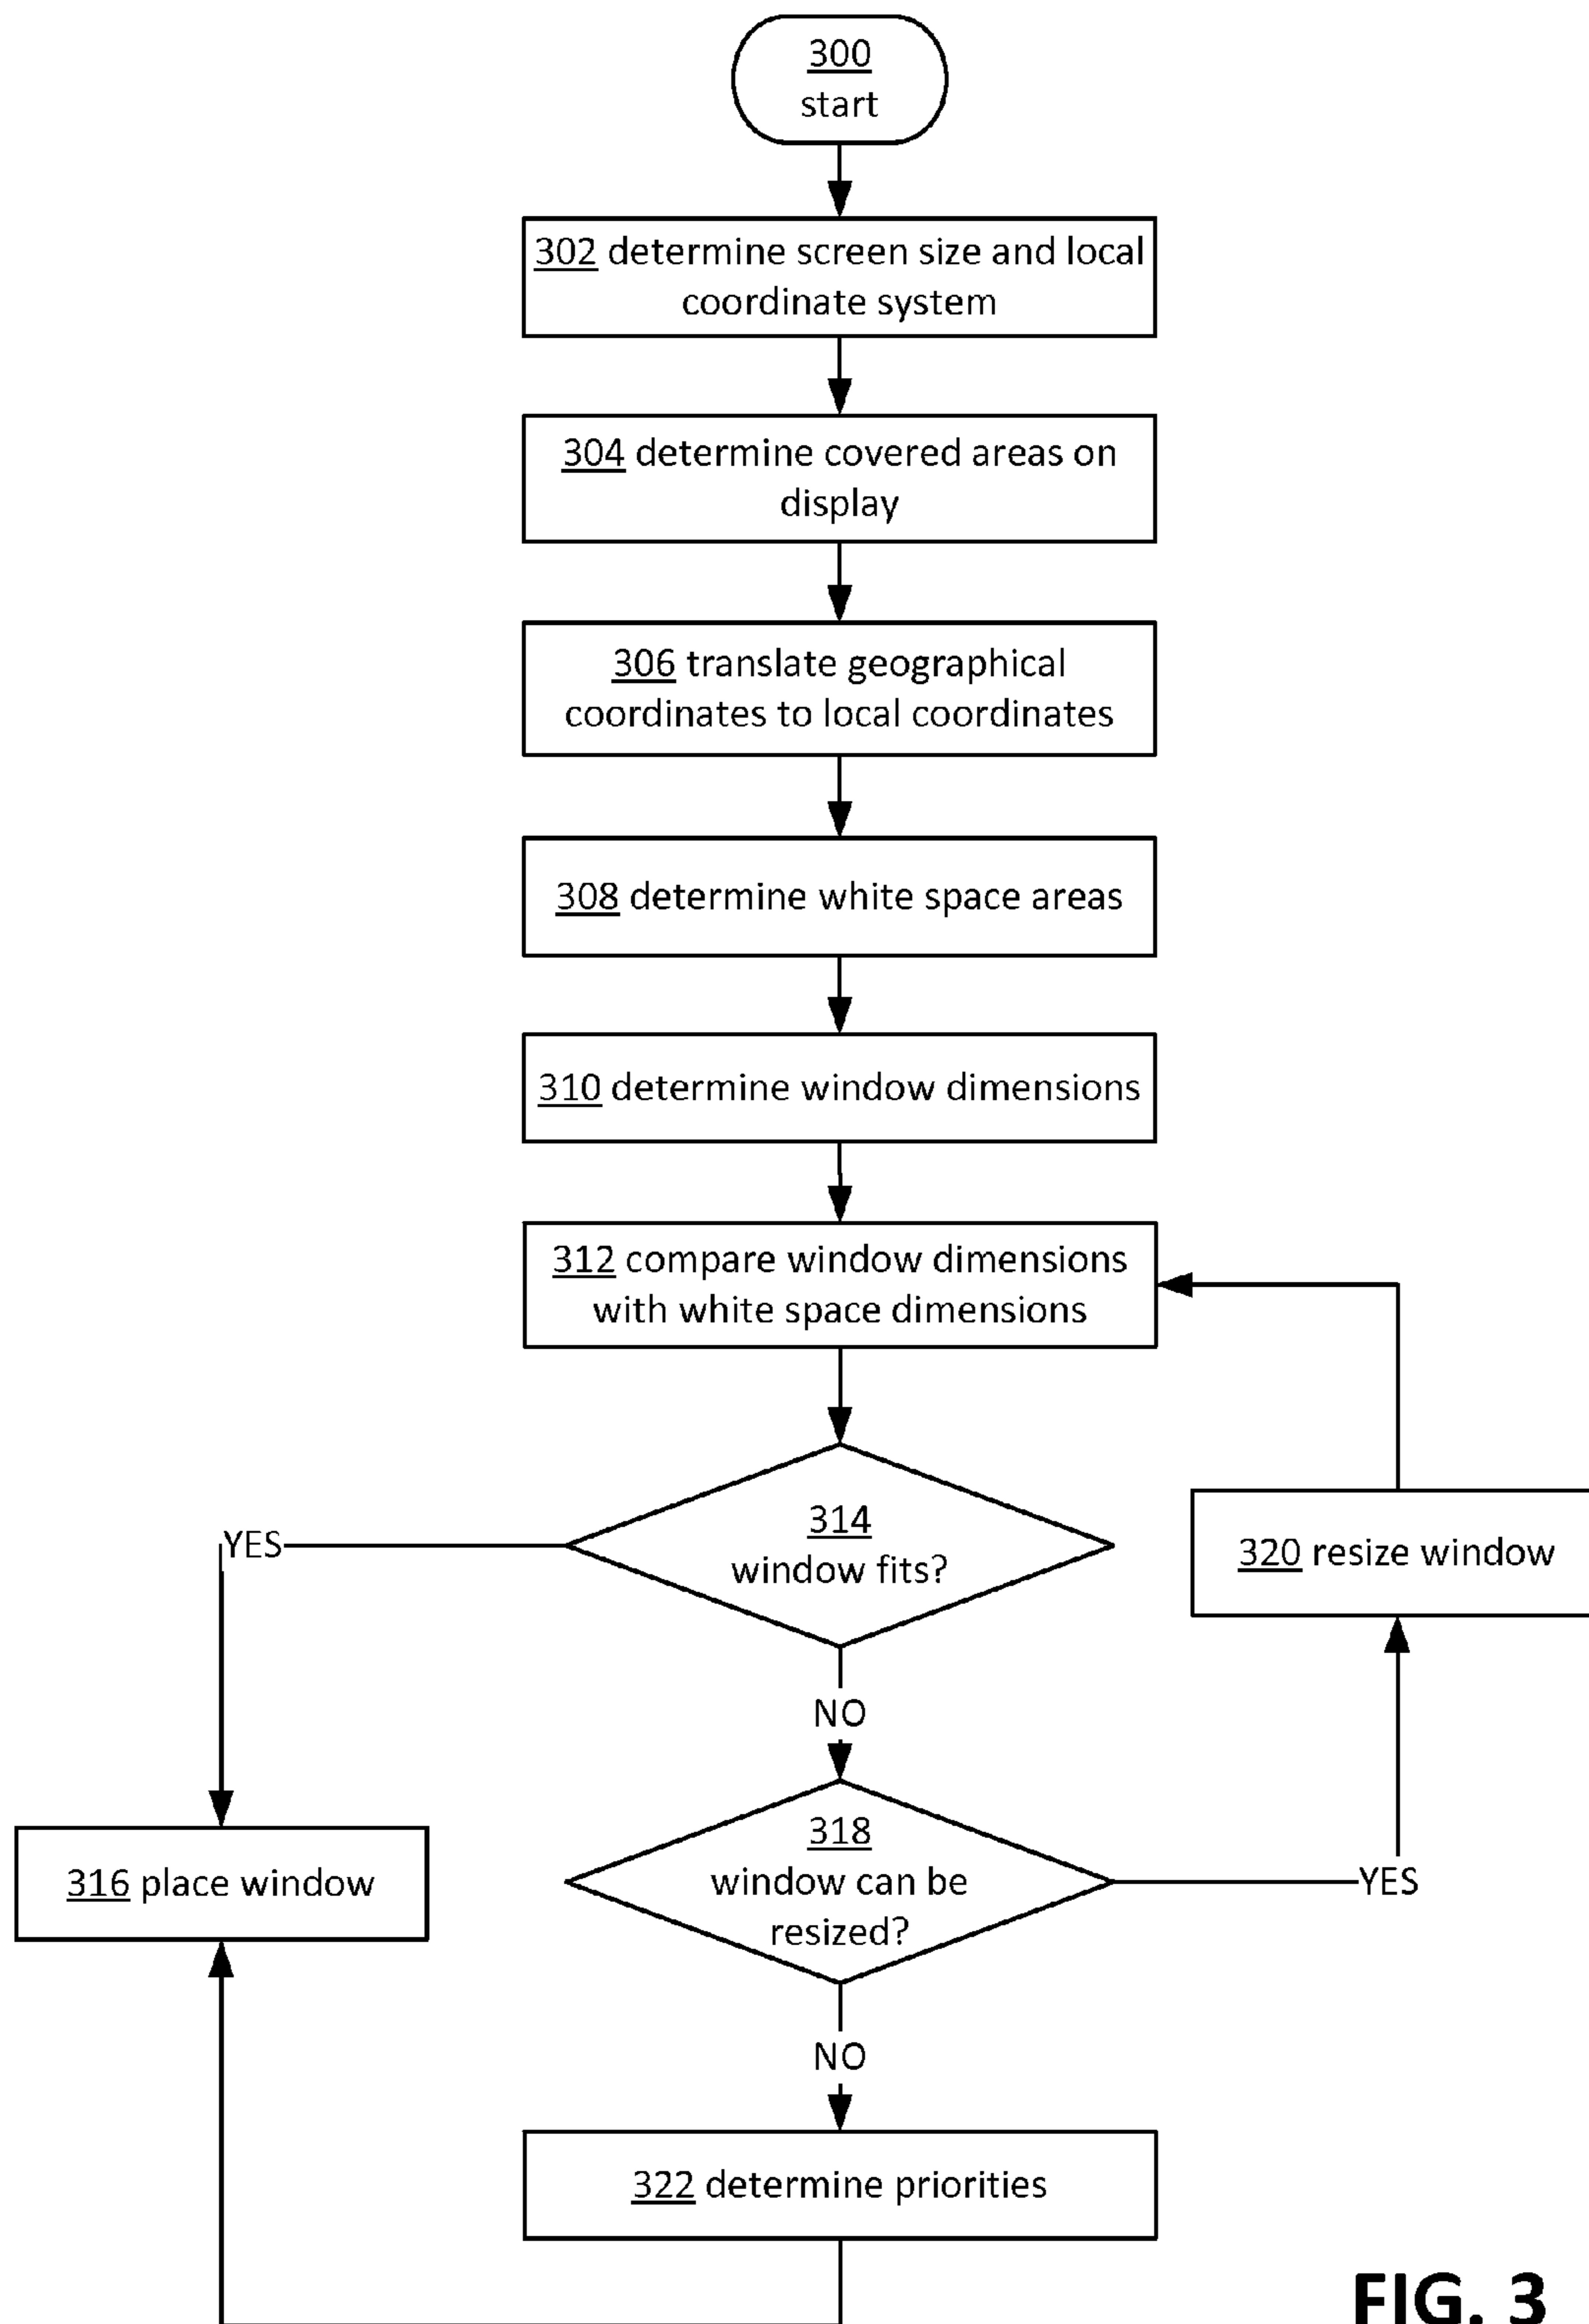 300
start
302 determine screen size and local
coordinate system
304 determine covered areas on
display
306 translate geographical
coordinates to local coordinates
308 determine white space areas
310 determine window dimensions
312 compare window dimensions
with white space dimensions
314
window fits?
YES
320 resize window
NO
318
window can be
resized?
316 place window
YES
NO
322 determine priorities
FIG. 3